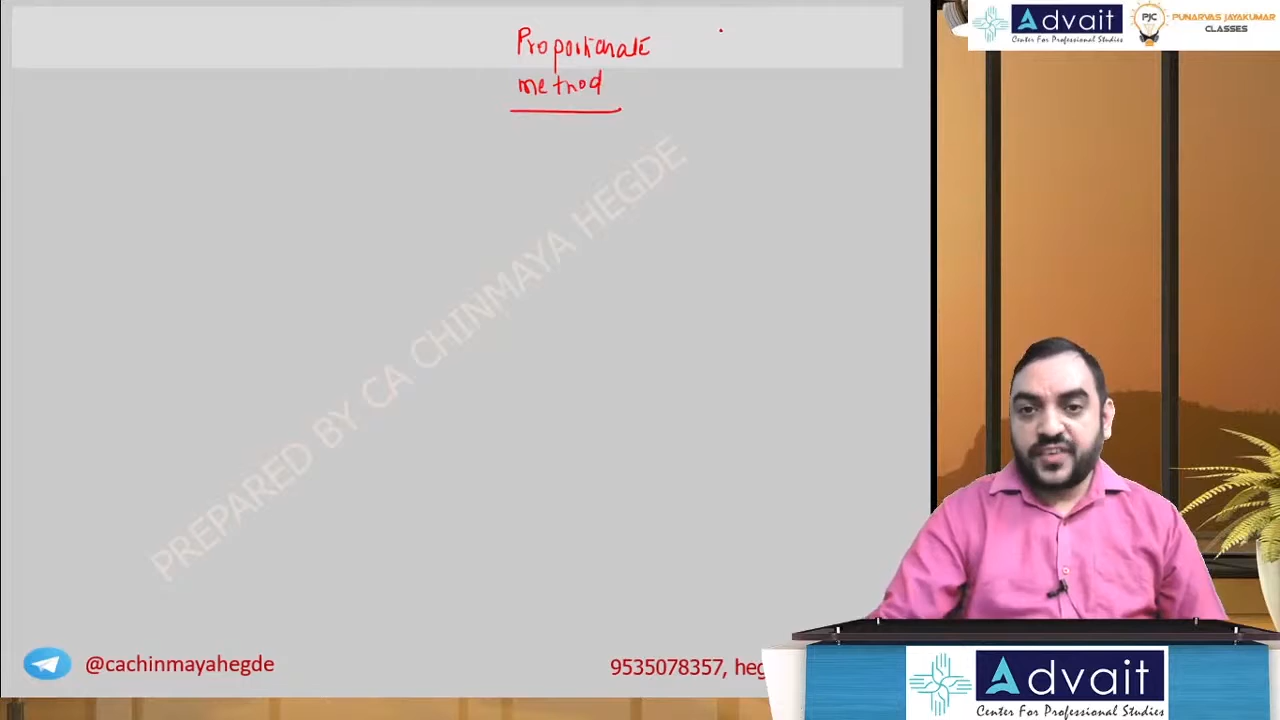 Proportionate
method
Advait
Center For Professional Studies
PJC
PUNARVAS JAYAKUMAR
CLASSES
PREPARED BY CA CHINMAYA HEGDE
@cachinmayahegde
9535078357, heg
Advait
Center For Professional Studies